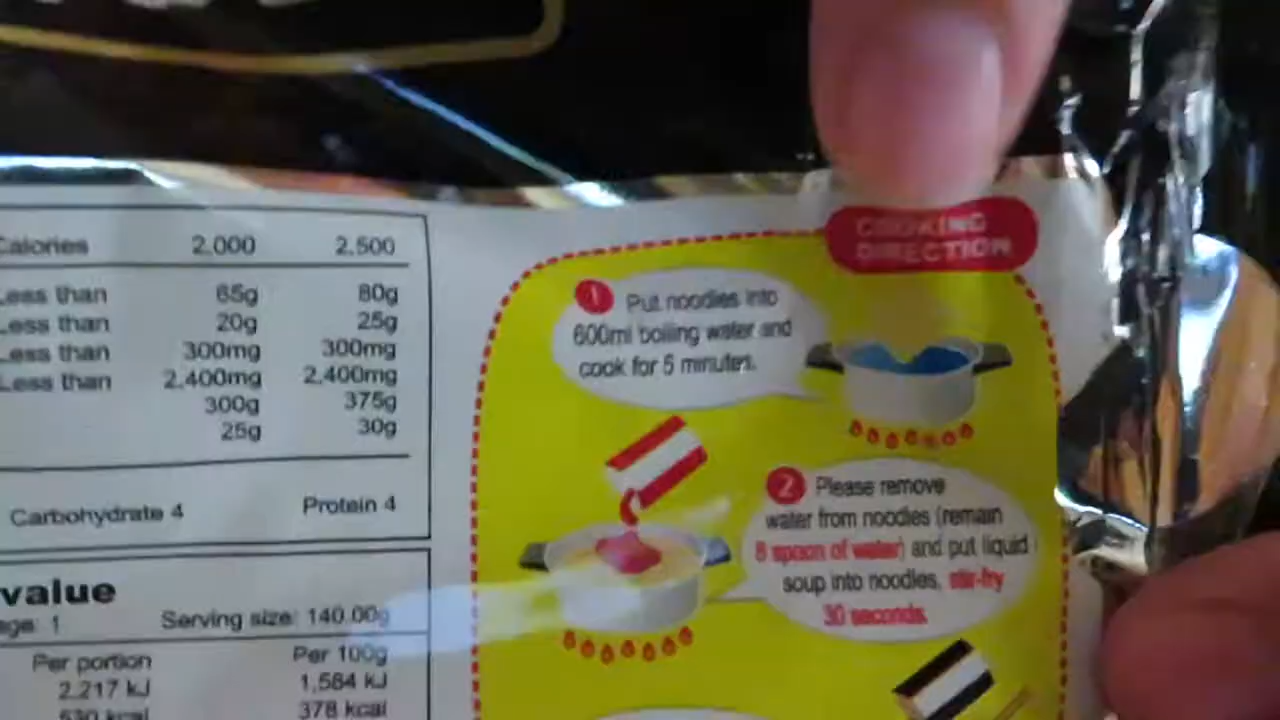 Calories 2,000 2,500
Less than 65g 80g
Less than 20g 25g
Less than 300mg 300mg
Less than 2,400mg 2,400mg
300g 375g
25g 30g
Carbohydrate 4 Protein 4
value
Serving size: 140.00g
Per portion Per 100g
2,217 kJ 1,584 kJ
530 kcal 378 kcal
COOKING
DIRECTION
1 Put noodles into
600ml boiling water and
cook for 5 minutes.
2 Please remove
water from noodles (remain
8 spoon of water) and put liquid
soup into noodles, stir-fry
30 seconds.